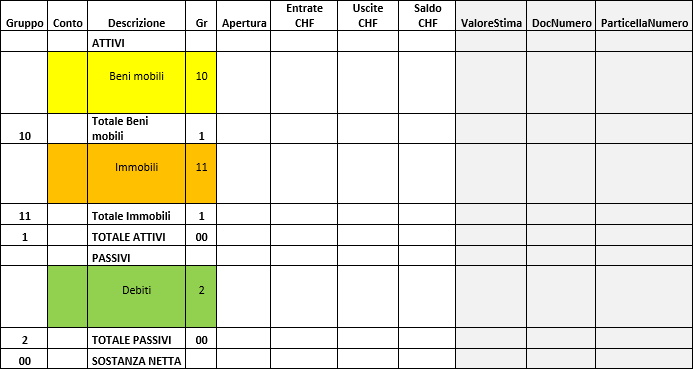 Gruppo Conto Descrizione Gr Apertura Entrate CHF Uscite CHF Saldo CHF ValoreStima DocNumero ParticellaNumero
ATTIVI
Beni mobili 10
10 Totale Beni mobili 1
Immobili 11
11 Totale Immobili 1
1 TOTALE ATTIVI 00
PASSIVI
Debiti 2
2 TOTALE PASSIVI 00
00 SOSTANZA NETTA